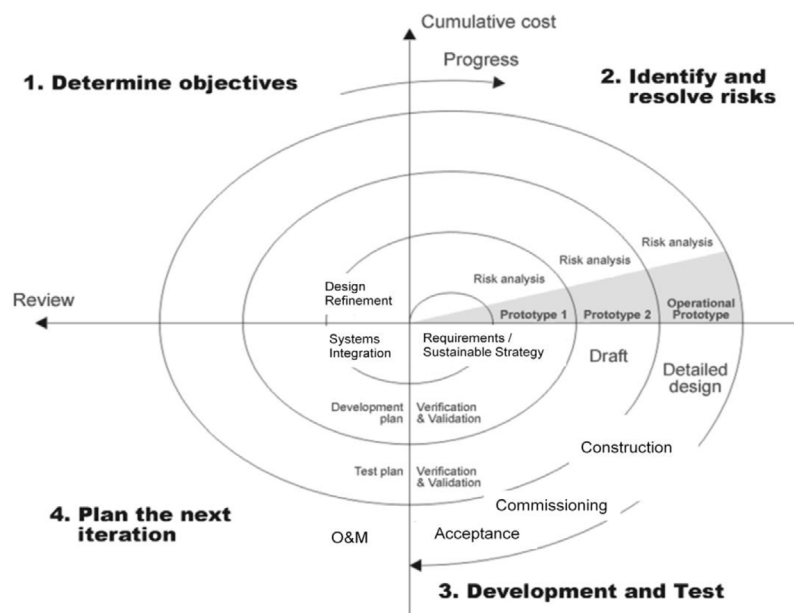 Cumulative cost
Progress
1. Determine objectives
2. Identify and
resolve risks
Risk analysis
Risk analysis
Risk analysis
Design
Refinement
Review
Prototype 1
Prototype 2
Operational
Prototype
Systems
Integration
Requirements /
Sustainable Strategy
Draft
Detailed
design
Development
plan
Verification
& Validation
Construction
Test plan
Verification
& Validation
Commissioning
4. Plan the next
iteration
O&M
Acceptance
3. Development and Test